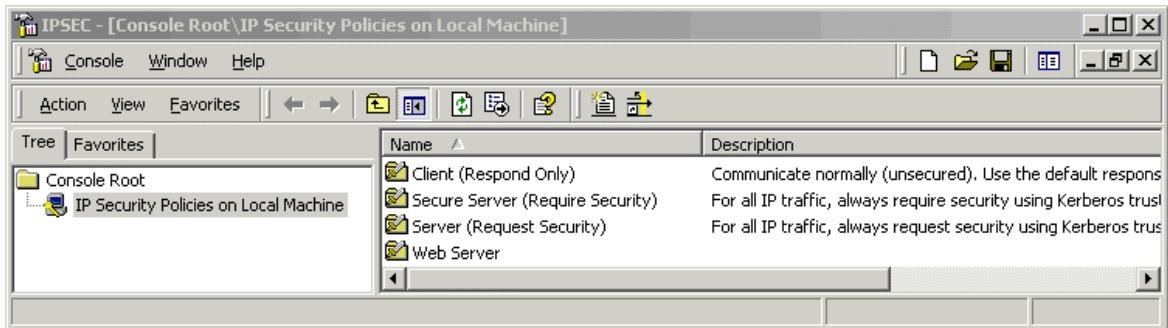 IPSEC - [Console Root\IP Security Policies on Local Machine]
Console Window Help
Action View Favorites
Tree Favorites
Name Description
Console Root
IP Security Policies on Local Machine
Client (Respond Only) Communicate normally (unsecured). Use the default respons
Secure Server (Require Security) For all IP traffic, always require security using Kerberos trust
Server (Request Security) For all IP traffic, always request security using Kerberos trus
Web Server